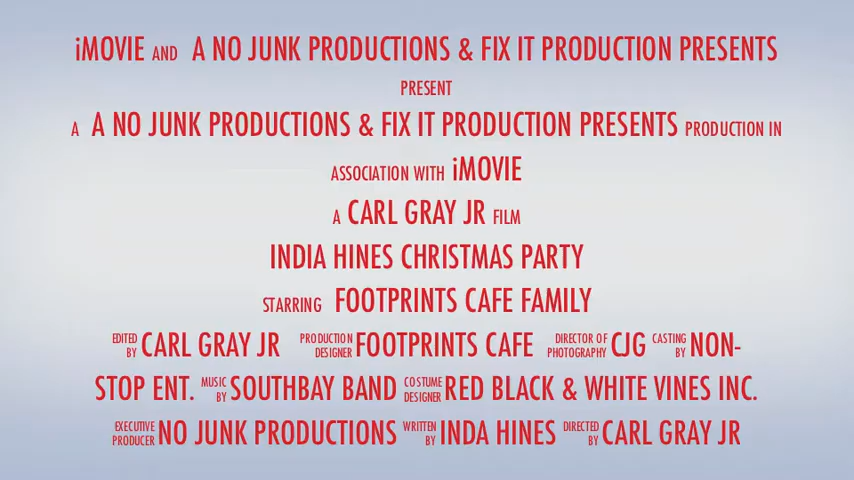 iMOVIE AND A NO JUNK PRODUCTIONS & FIX IT PRODUCTION PRESENTS
PRESENT
A A NO JUNK PRODUCTIONS & FIX IT PRODUCTION PRESENTS PRODUCTION IN
ASSOCIATION WITH iMOVIE
A CARL GRAY JR FILM
INDIA HINES CHRISTMAS PARTY
STARRING FOOTPRINTS CAFE FAMILY
EDITED BY CARL GRAY JR PRODUCTION DESIGNER FOOTPRINTS CAFE DIRECTOR OF PHOTOGRAPHY CJG CASTING BY NON-
STOP ENT. MUSIC BY SOUTHBAY BAND COSTUME DESIGNER RED BLACK & WHITE VINES INC.
EXECUTIVE PRODUCER NO JUNK PRODUCTIONS WRITTEN BY INDA HINES DIRECTED BY CARL GRAY JR